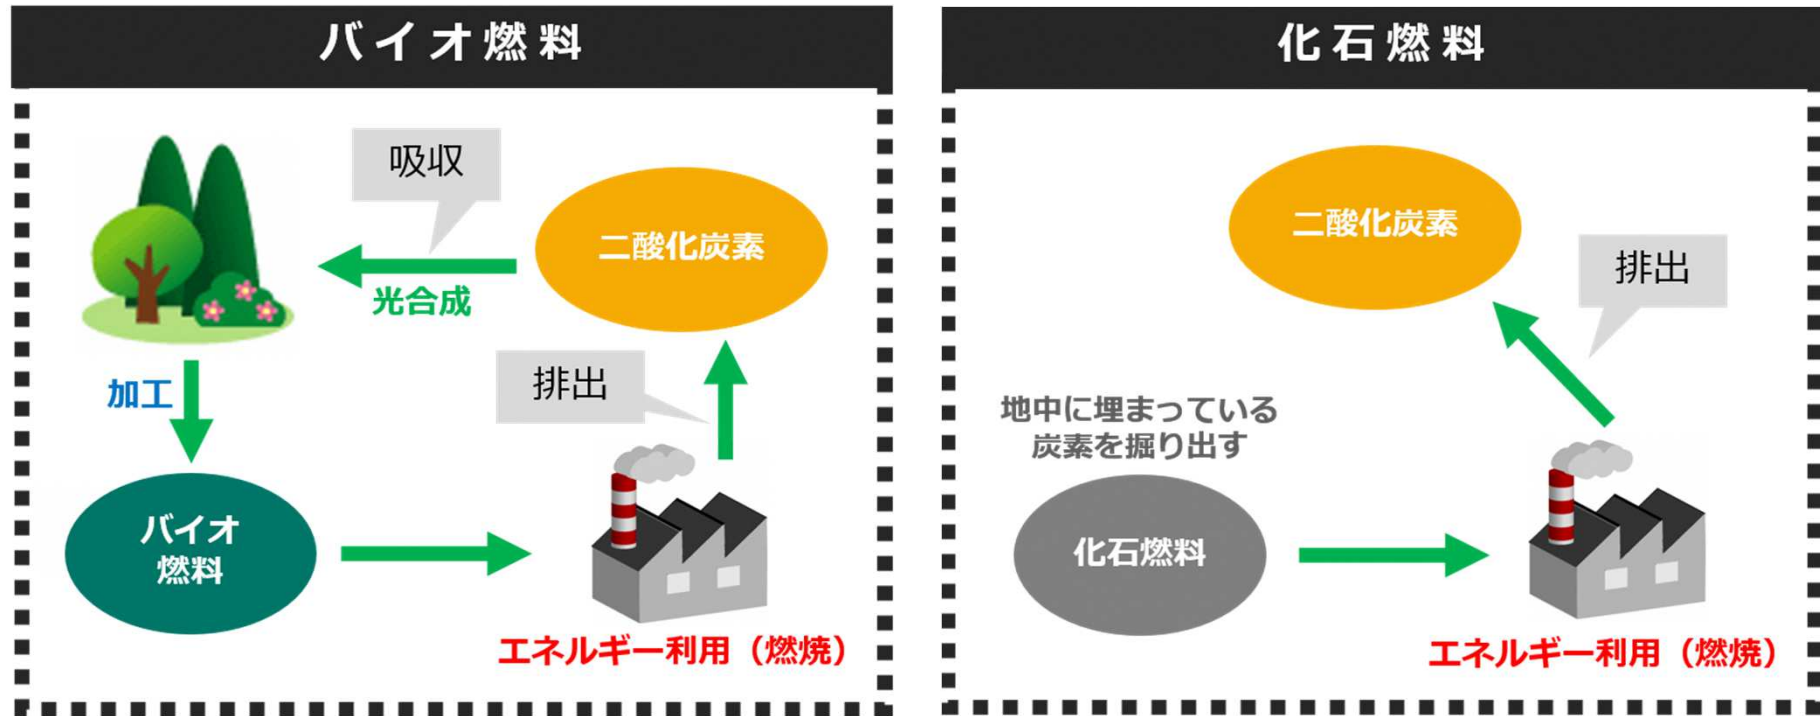 バイオ燃料
吸収
二酸化炭素
光合成
加工
排出
バイオ
燃料
エネルギー利用（燃焼）
化石燃料
二酸化炭素
排出
地中に埋まっている
炭素を掘り出す
化石燃料
エネルギー利用（燃焼）